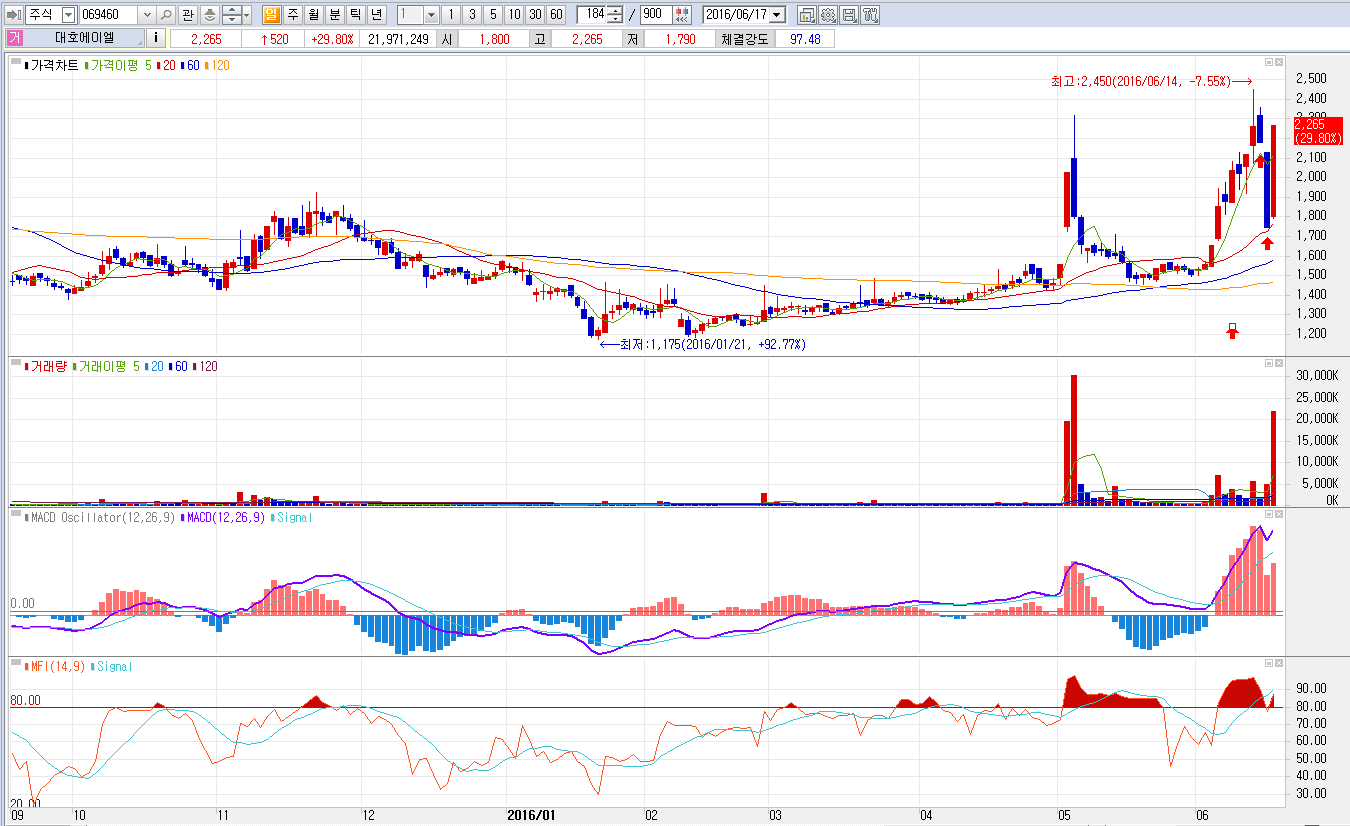 주식 069460 관 일 주 월 분 틱 년 1 1 3 5 10 30 60 184 / 900 2016/06/17
거 대호에이엘 i 2,265 ↑520 +29.80% 21,971,249 시 1,800 고 2,265 저 1,790 체결강도 97.48
가격차트 가격이평 5 20 60 120
최고:2,450(2016/06/14, -7.55%)→
2,500
2,400
2,300
2,265
(29.80%)
2,100
2,000
1,900
1,800
1,700
1,600
1,500
1,400
1,300
1,200
←최저:1,175(2016/01/21, +92.77%)
거래량 거래이평 5 20 60 120
30,000K
25,000K
20,000K
15,000K
10,000K
5,000K
0K
MACD Oscillator(12,26,9) MACD(12,26,9) Signal
0.00
MFI(14,9) Signal
90.00
80.00 80.00
70.00
60.00
50.00
40.00
30.00
20.00
09 10 11 12 2016/01 02 03 04 05 06